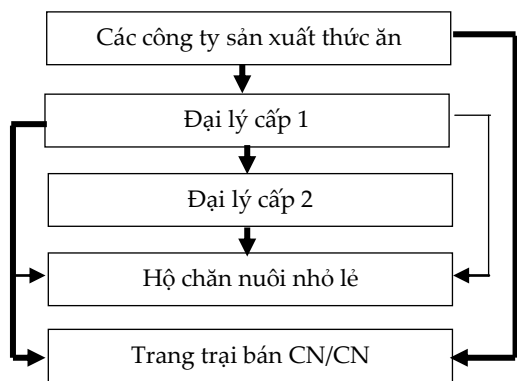 Các công ty sản xuất thức ăn
Đại lý cấp 1
Đại lý cấp 2
Hộ chăn nuôi nhỏ lẻ
Trang trại bán CN/CN